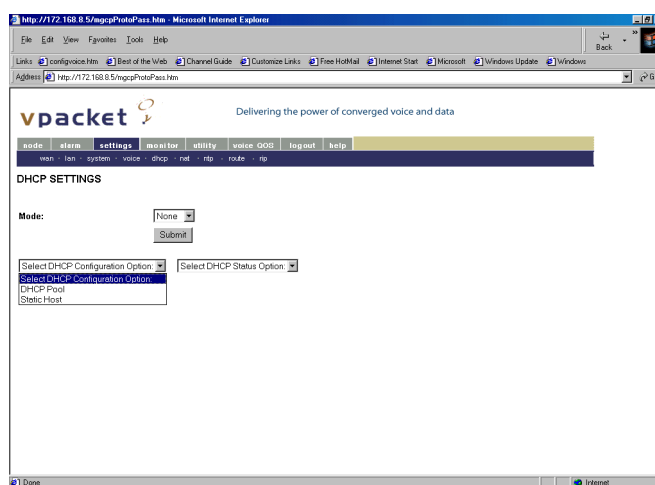 http://172.168.8.5/mgcpProtoPass.htm - Microsoft Internet Explorer
File Edit View Favorites Tools Help
Back
Links configvoice.htm Best of the Web Channel Guide Customize Links Free HotMail Internet Start Microsoft Windows Update Windows
Address http://172.168.8.5/mgcpProtoPass.htm G
vpacket
Delivering the power of converged voice and data
node alarm settings monitor utility voice QOS logout help
wan · lan · system · voice · dhcp · nat · ntp · route · rip
DHCP SETTINGS
Mode: None
Submit
Select DHCP Configuration Option: Select DHCP Status Option:
Select DHCP Configuration Option:
DHCP Pool
Static Host
Done Internet